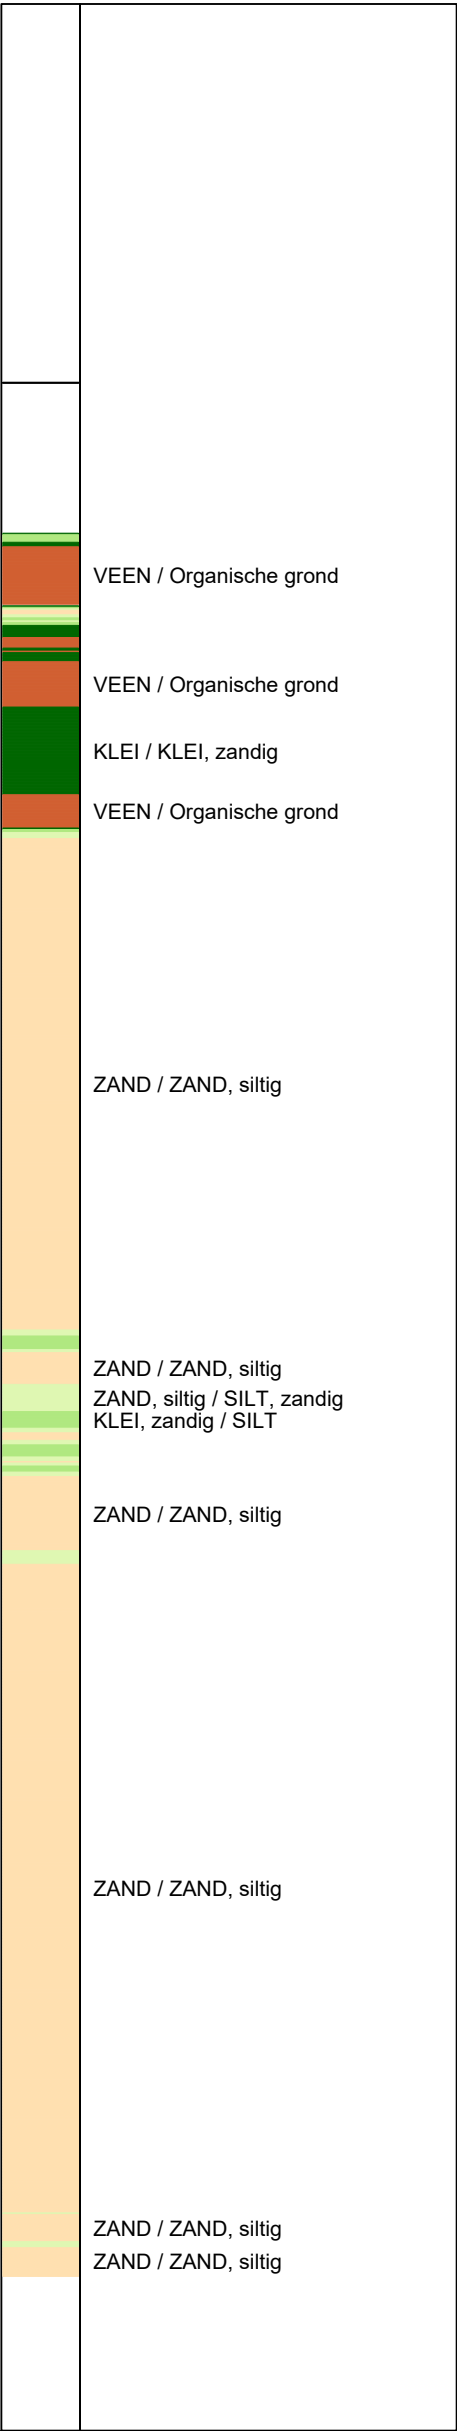 VEEN / Organische grond
VEEN / Organische grond
KLEI / KLEI, zandig
VEEN / Organische grond
ZAND / ZAND, siltig
ZAND / ZAND, siltig
ZAND, siltig / SILT, zandig
KLEI, zandig / SILT
ZAND / ZAND, siltig
ZAND / ZAND, siltig
ZAND / ZAND, siltig
ZAND / ZAND, siltig